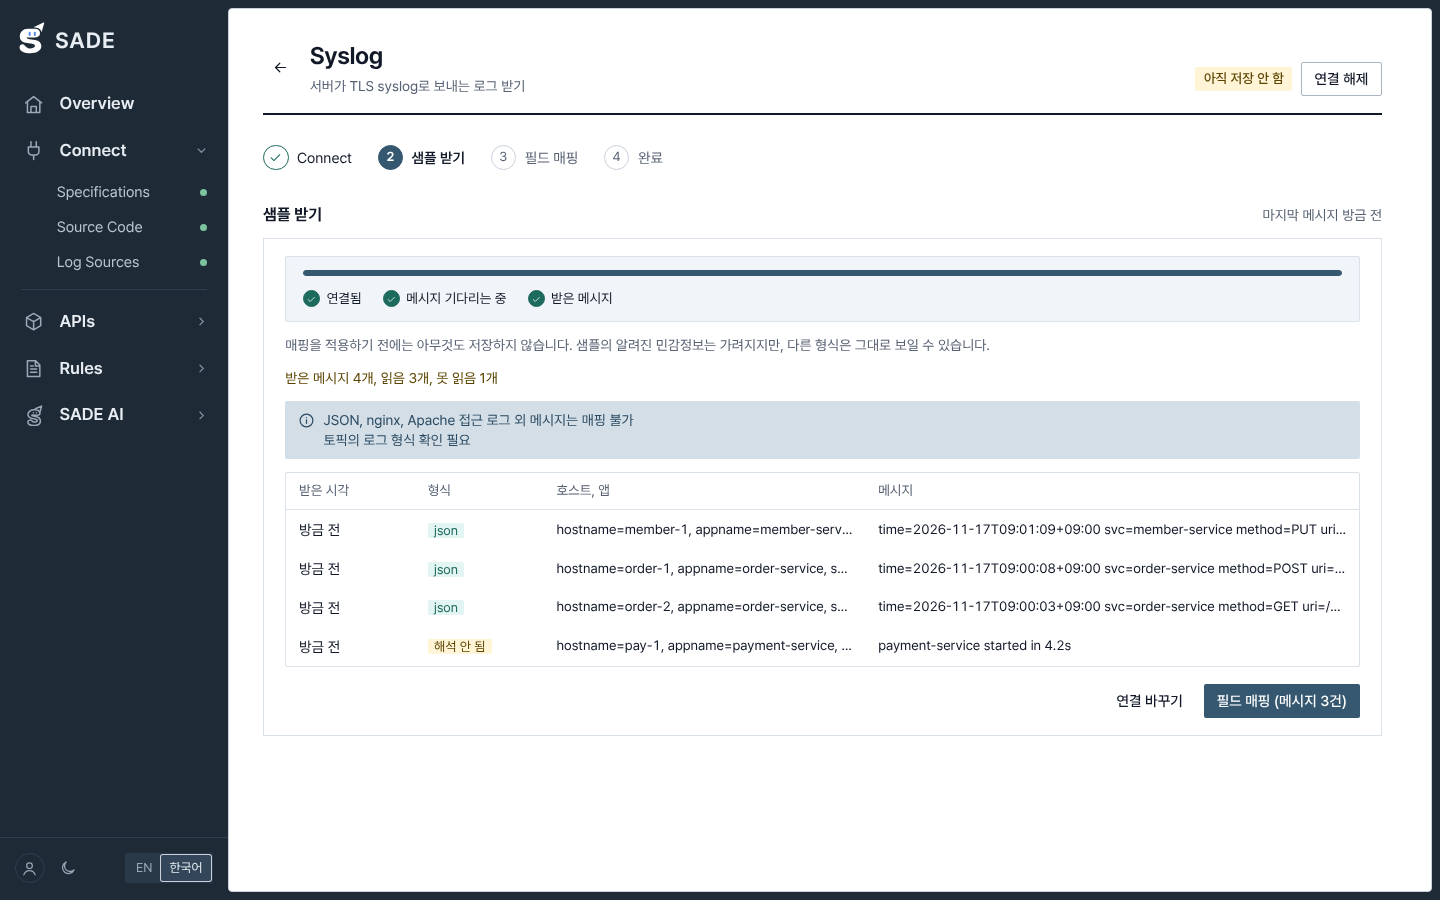 SADE
Overview
Connect
Specifications
Source Code
Log Sources
APIs
Rules
SADE AI
EN
한국어
Syslog
서버가 TLS syslog로 보내는 로그 받기
아직 저장 안 함
연결 해제
Connect
2 샘플 받기
3 필드 매핑
4 완료
샘플 받기
마지막 메시지 방금 전
연결됨
메시지 기다리는 중
받은 메시지
매핑을 적용하기 전에는 아무것도 저장하지 않습니다. 샘플의 알려진 민감정보는 가려지지만, 다른 형식은 그대로 보일 수 있습니다.
받은 메시지 4개, 읽음 3개, 못 읽음 1개
JSON, nginx, Apache 접근 로그 외 메시지는 매핑 불가
토픽의 로그 형식 확인 필요
받은 시각 형식 호스트, 앱 메시지
방금 전 json hostname=member-1, appname=member-serv... time=2026-11-17T09:01:09+09:00 svc=member-service method=PUT uri...
방금 전 json hostname=order-1, appname=order-service, s... time=2026-11-17T09:00:08+09:00 svc=order-service method=POST uri=...
방금 전 json hostname=order-2, appname=order-service, s... time=2026-11-17T09:00:03+09:00 svc=order-service method=GET uri=/...
방금 전 해석 안 됨 hostname=pay-1, appname=payment-service, ... payment-service started in 4.2s
연결 바꾸기
필드 매핑 (메시지 3건)